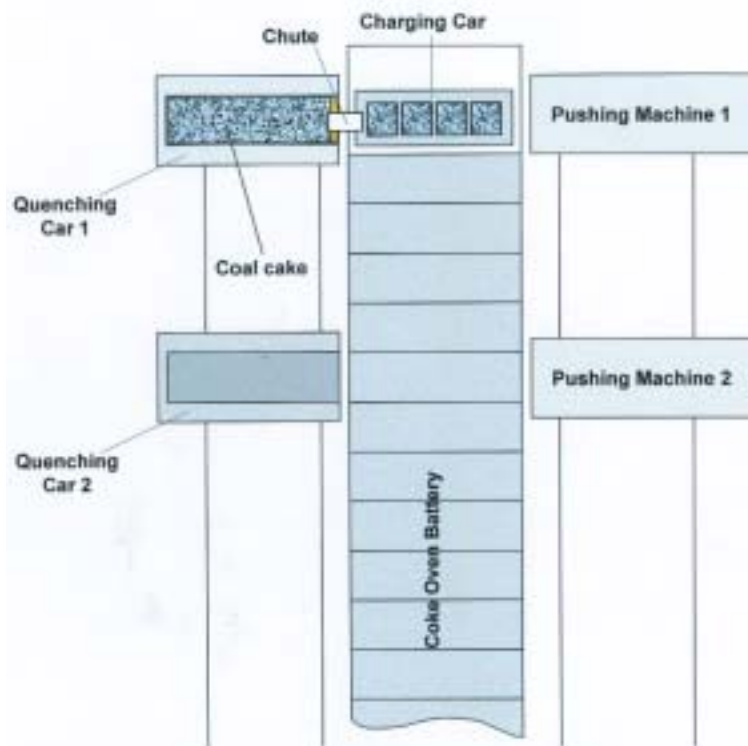 Charging Car
Chute
Pushing Machine 1
Quenching
Car 1
Coal cake
Pushing Machine 2
Quenching
Car 2
Coke Oven Battery